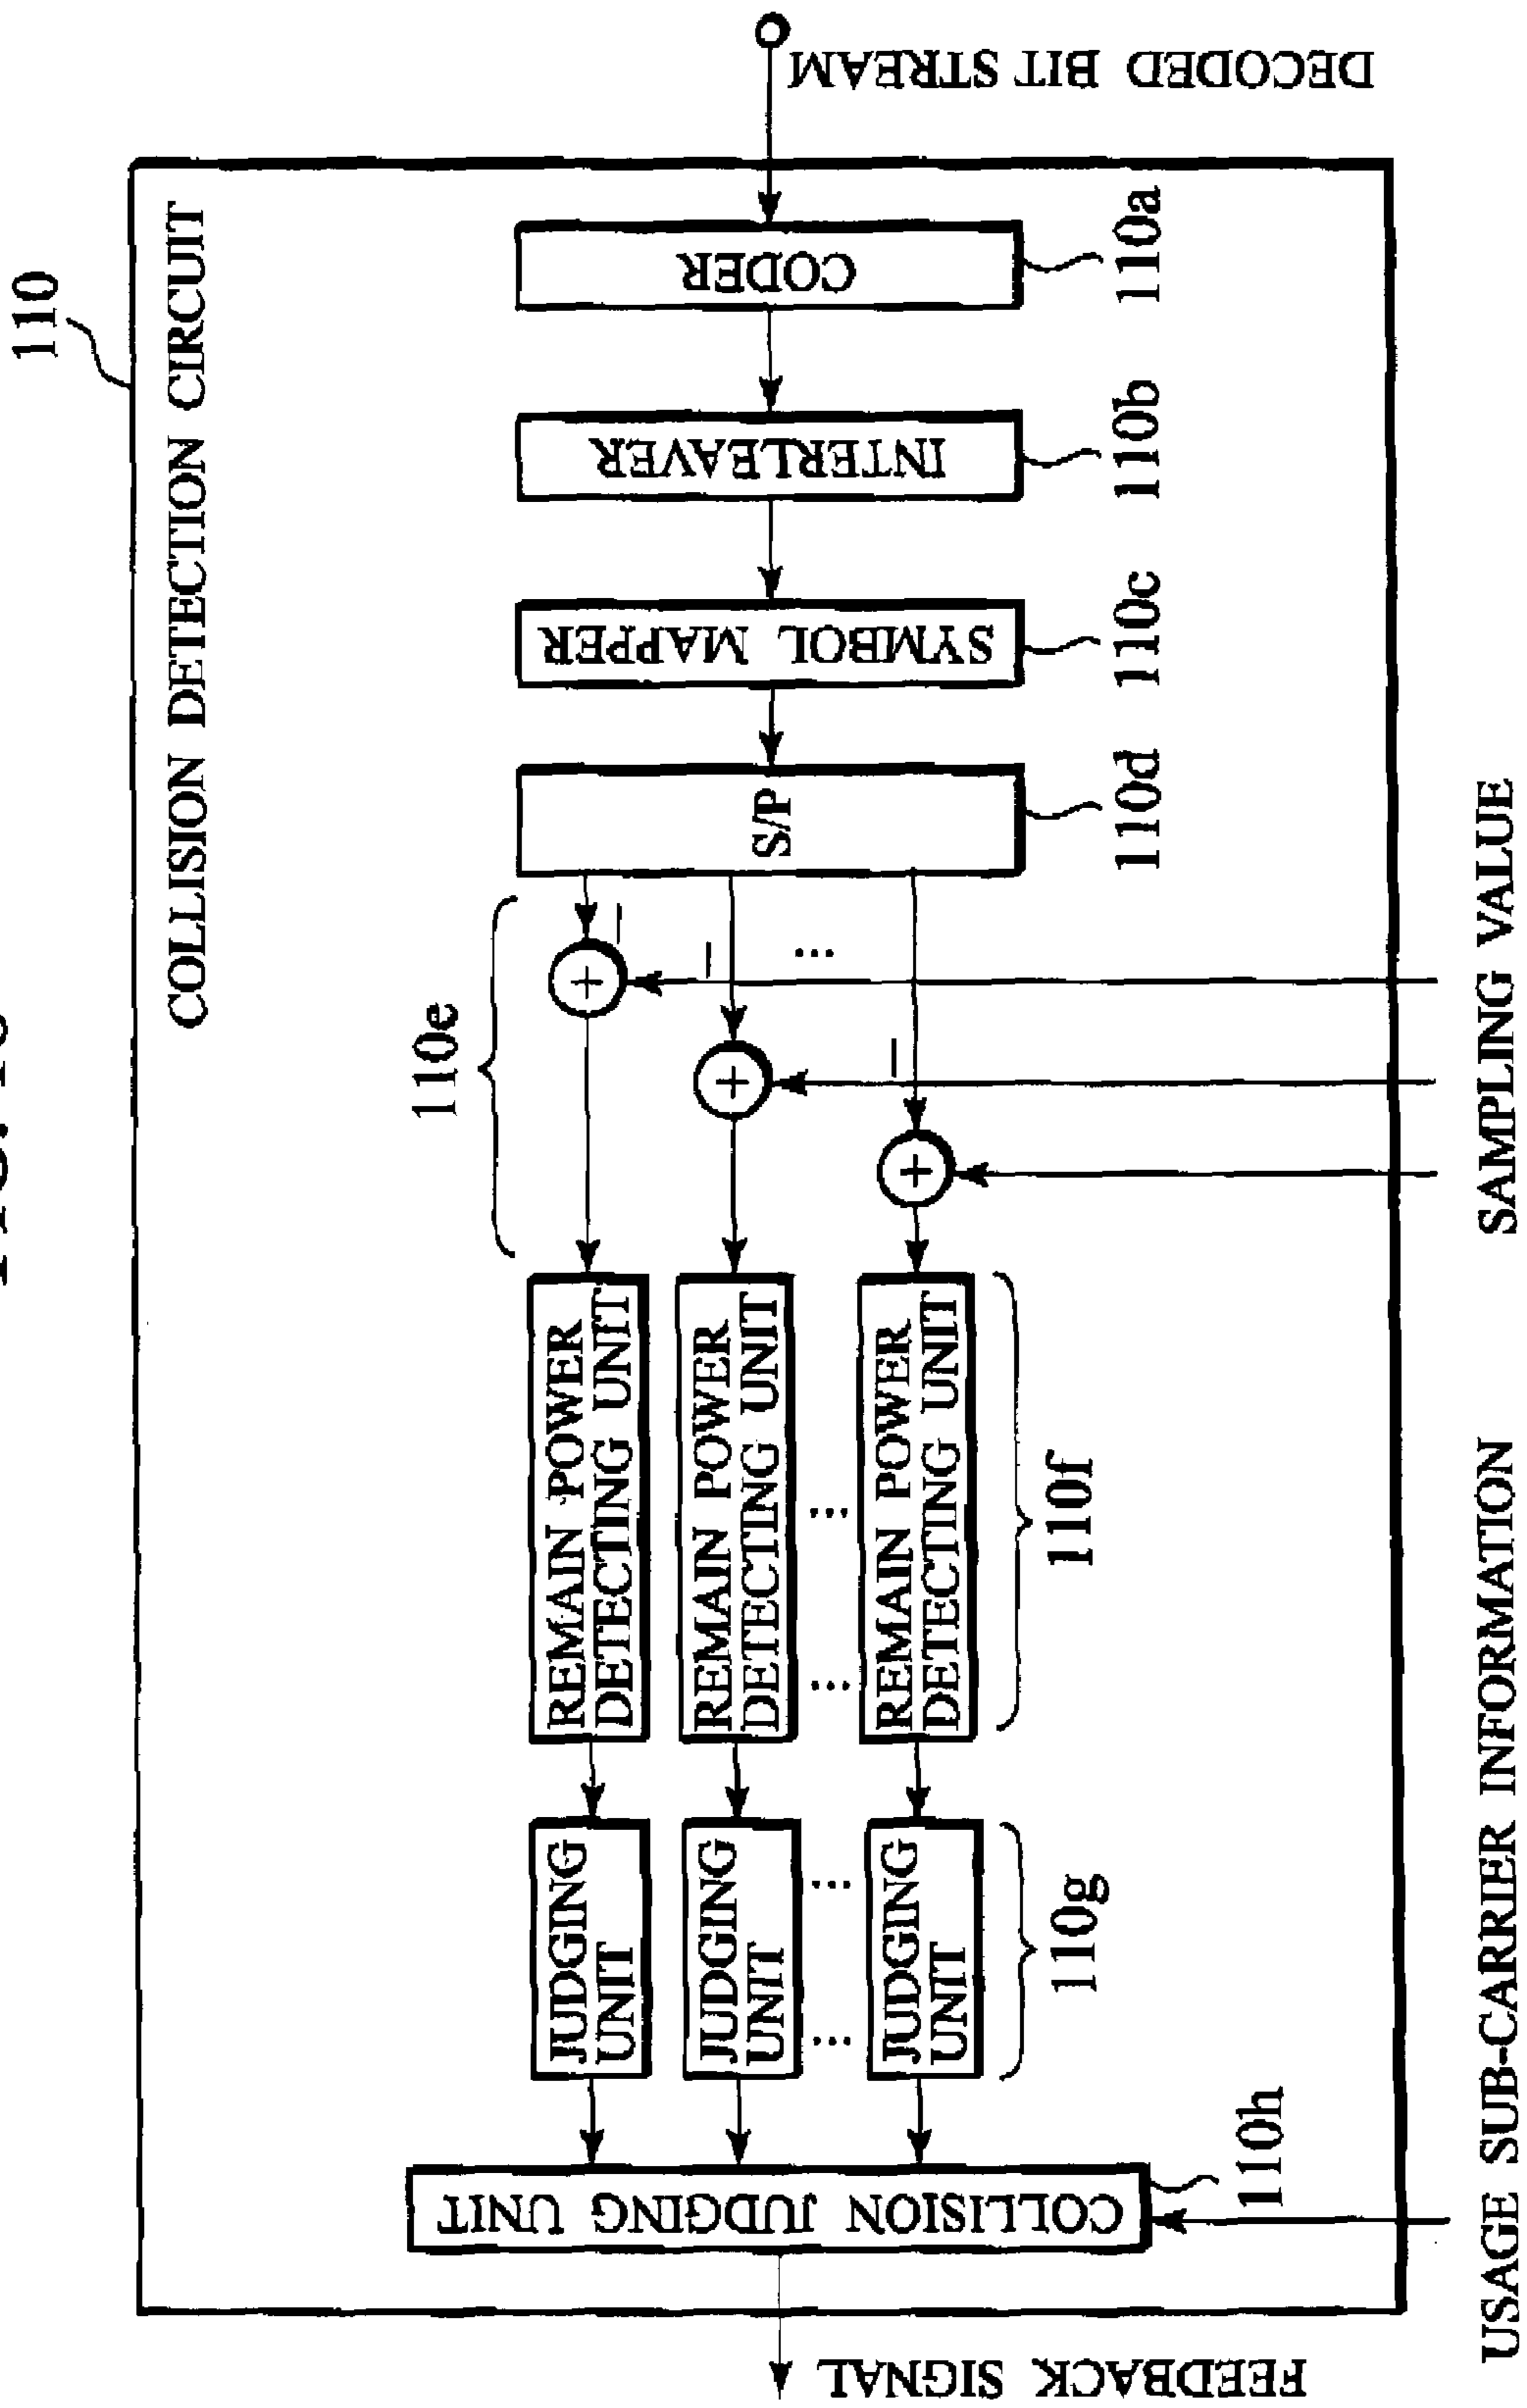 110
COLLISION DETECTION CIRCUIT
DECODED BIT STREAM
CODER
110a
INTERLEAVER
110b
SYMBOL MAPPER
110c
S/P
110d
110e
+
−
+
−
+
−
...
SAMPLING VALUE
REMAIN POWER
DETECTING UNIT
REMAIN POWER
DETECTING UNIT
... ...
REMAIN POWER
DETECTING UNIT
110f
JUDGING
UNIT
JUDGING
UNIT
... ...
JUDGING
UNIT
110g
COLLISION JUDGING UNIT
110h
FEEDBACK SIGNAL
USAGE SUB-CARRIER INFORMATION